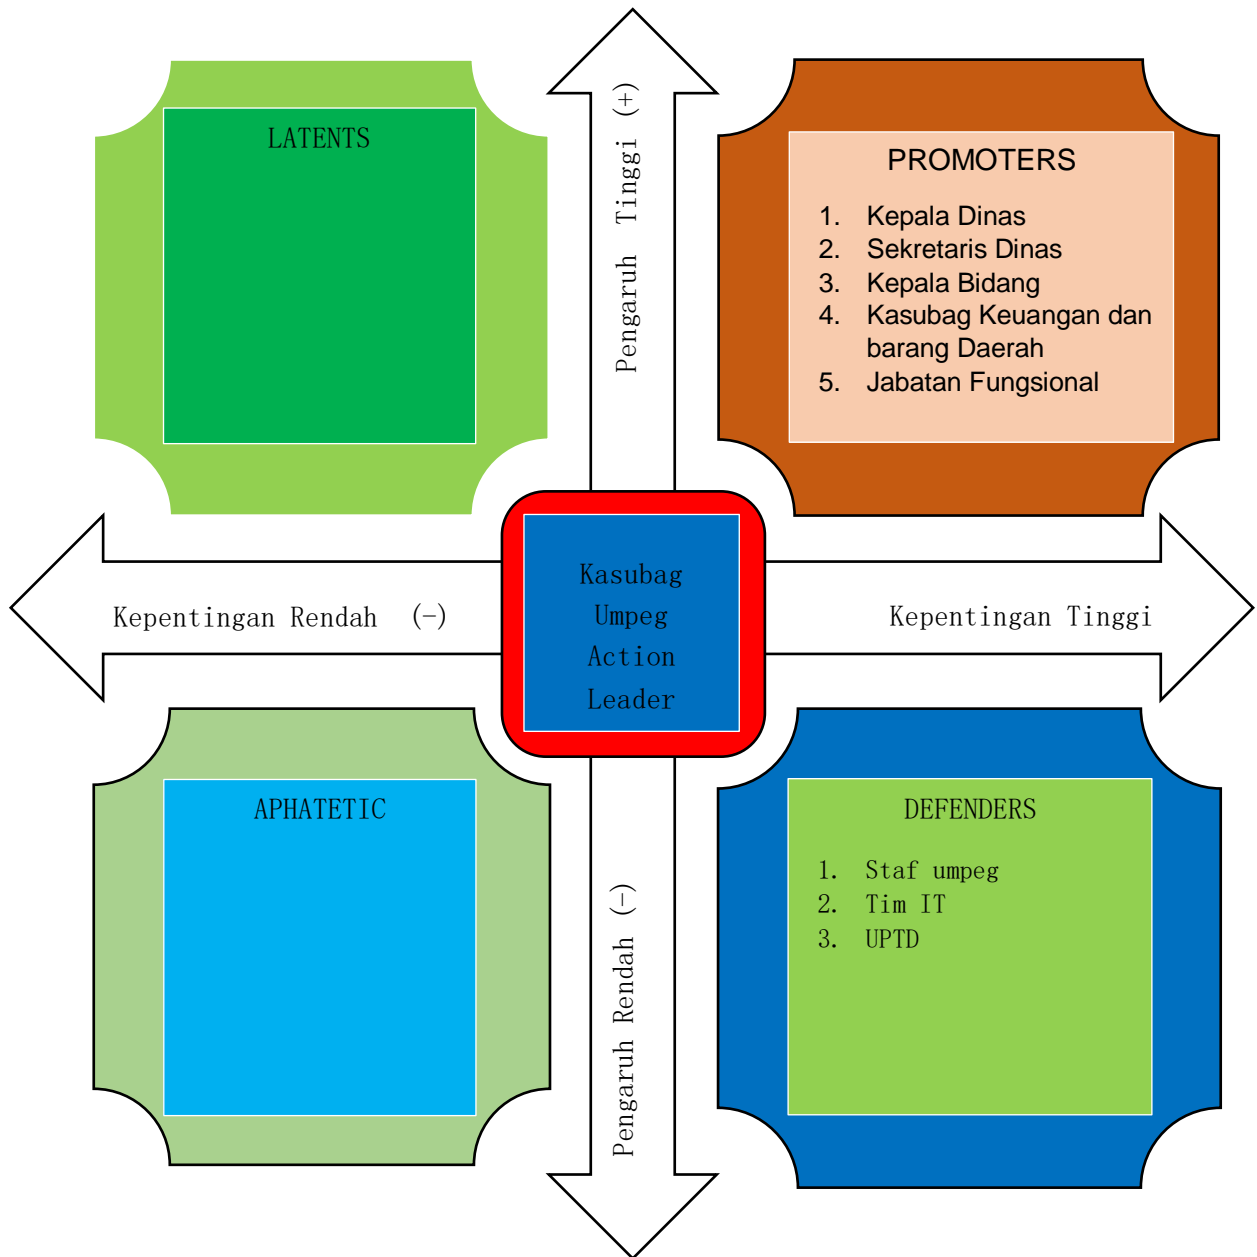 LATENTS
Pengaruh Tinggi (+)
PROMOTERS
1. Kepala Dinas
2. Sekretaris Dinas
3. Kepala Bidang
4. Kasubag Keuangan dan
barang Daerah
5. Jabatan Fungsional
Kepentingan Rendah (-)
Kasubag
Umpeg
Action
Leader
Kepentingan Tinggi
APHATETIC
Pengaruh Rendah (-)
DEFENDERS
1. Staf umpeg
2. Tim IT
3. UPTD